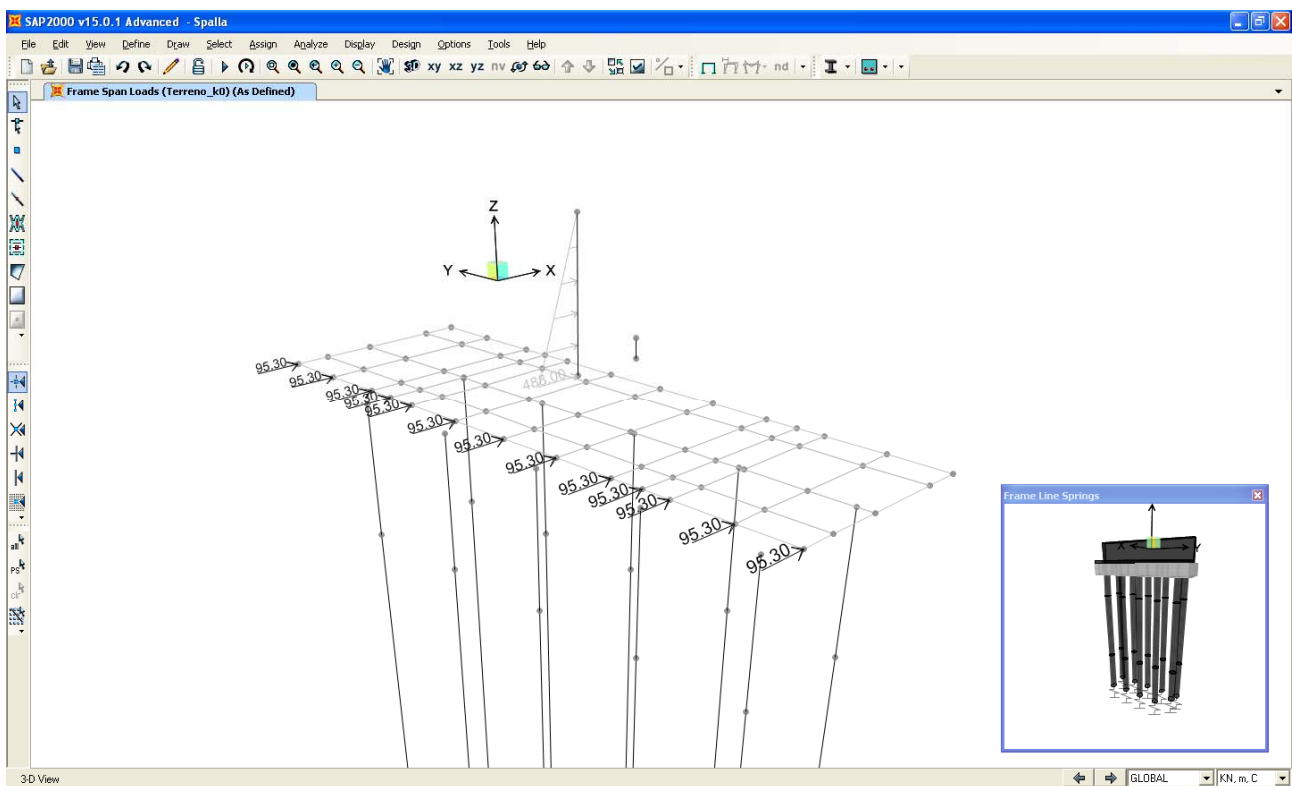 SAP2000 v15.0.1 Advanced - Spalla
File Edit View Define Draw Select Assign Analyze Display Design Options Tools Help
xy xz yz nv nd
Frame Span Loads (Terreno_k0) (As Defined)
Z
Y X
486.00
95.30
95.30
95.30
95.30
95.30
95.30
95.30
95.30
95.30
95.30
95.30
95.30
95.30
all
PS
clr
Frame Line Springs
X Y
3-D View
GLOBAL
KN, m, C